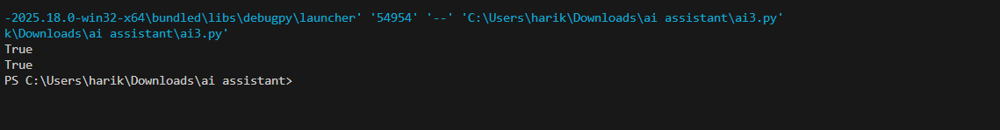 -2025.18.0-win32-x64\bundled\libs\debugpy\launcher' '54954' '--' 'C:\Users\harik\Downloads\ai assistant\ai3.py'
k\Downloads\ai assistant\ai3.py'
True
True
PS C:\Users\harik\Downloads\ai assistant>